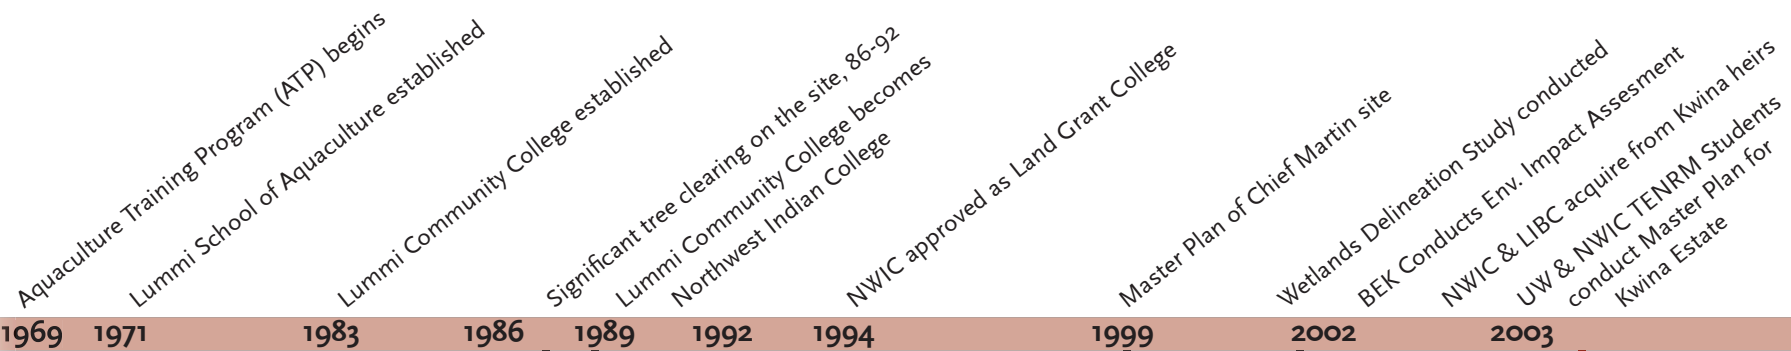 Aquaculture Training Program (ATP) begins
Lummi School of Aquaculture established
Lummi Community College established
Significant tree clearing on the site, 86-92
Lummi Community College becomes
Northwest Indian College
NWIC approved as Land Grant College
Master Plan of Chief Martin site
Wetlands Delineation Study conducted
BEK Conducts Env. Impact Assesment
NWIC & LIBC acquire from Kwina heirs
UW & NWIC TENRM Students
conduct Master Plan for
Kwina Estate
1969 1971 1983 1986 1989 1992 1994 1999 2002 2003